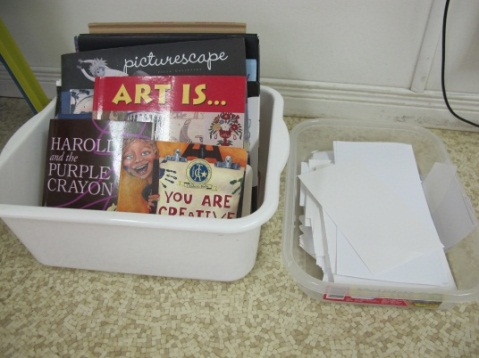 picturescape
ART IS...
HAROLD
and the
PURPLE
CRAYON
YOU ARE
CREATIVE